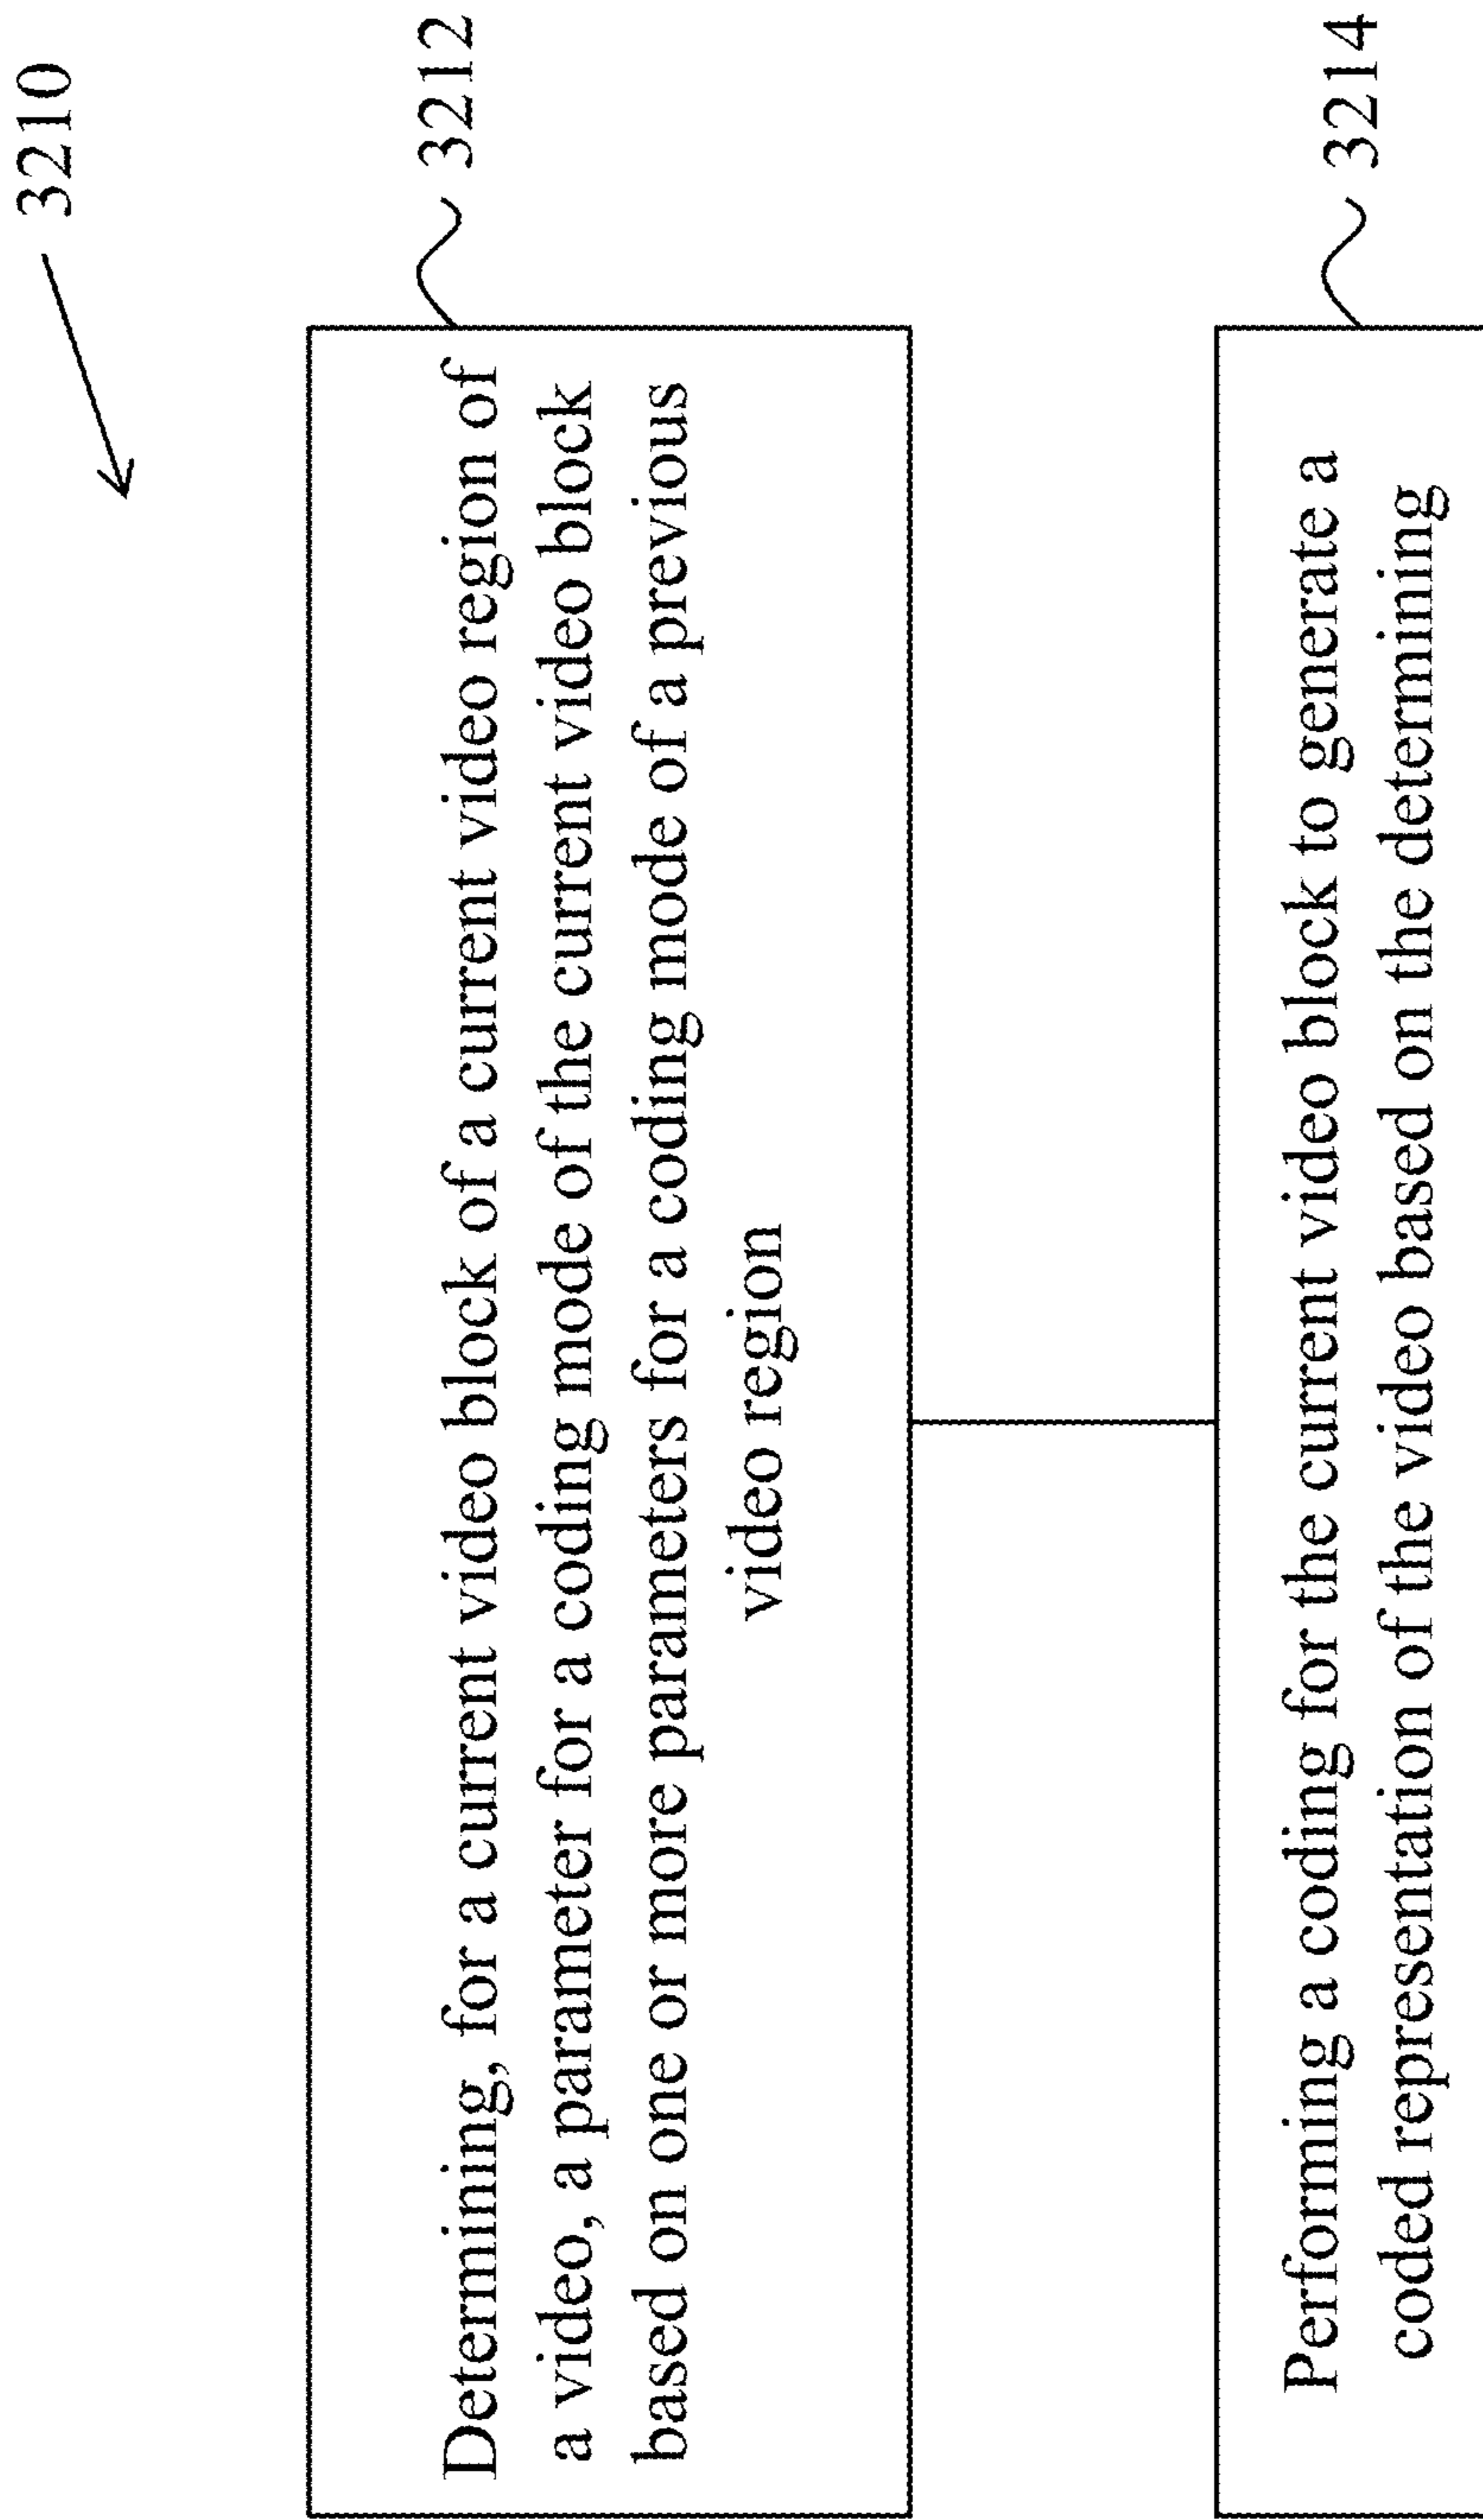 3210
Determining, for a current video block of a current video region of
a video, a parameter for a coding mode of the current video block
based on one or more parameters for a coding mode of a previous
video region
3212
Performing a coding for the current video block to generate a
coded representation of the video based on the determining
3214